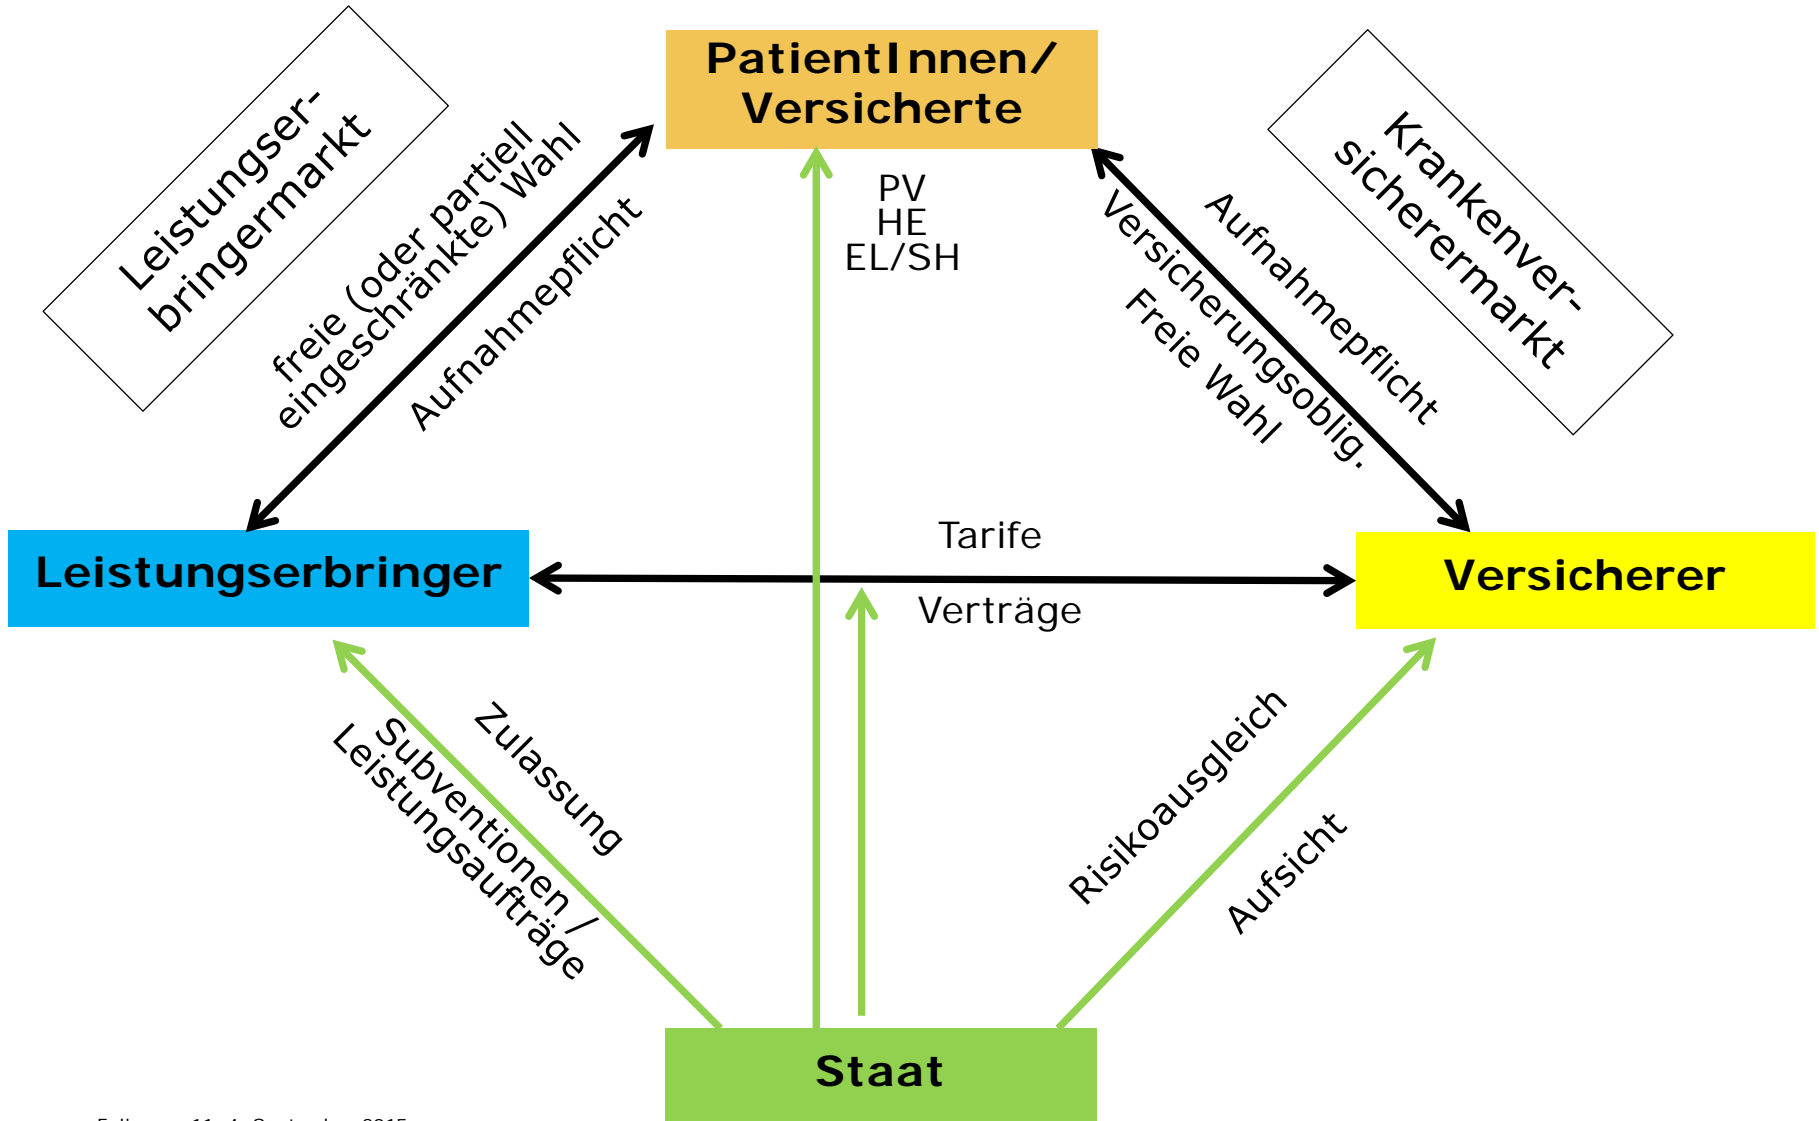 PatientInnen/
Versicherte
Leistungser-
bringermarkt
freie (oder partiell
eingeschränkte) Wahl
Aufnahmepflicht
PV
HE
EL/SH
Krankenver-
sicherermarkt
Aufnahmepflicht
Versicherungsoblig.
Freie Wahl
Leistungserbringer
Tarife
Verträge
Versicherer
Zulassung
Subventionen /
Leistungsaufträge
Risikoausgleich
Aufsicht
Staat